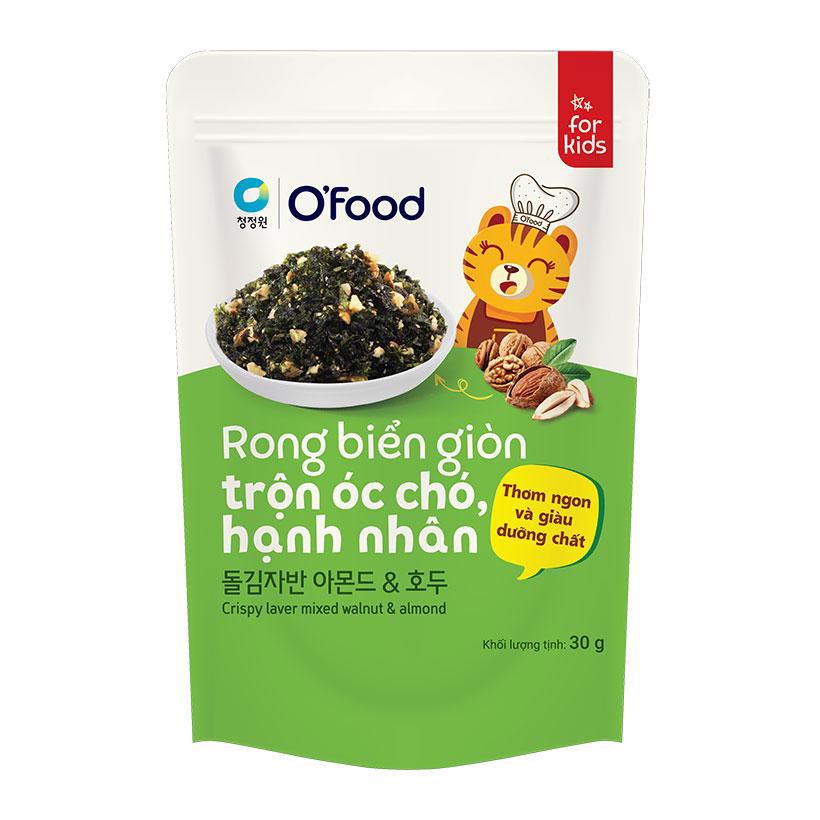 for
kids
청정원
O'Food
O'Food
Rong biển giòn
trộn óc chó,
hạnh nhân
Thơm ngon
và giàu
dưỡng chất
돌김자반 아몬드 & 호두
Crispy laver mixed walnut & almond
Khối lượng tịnh: 30 g